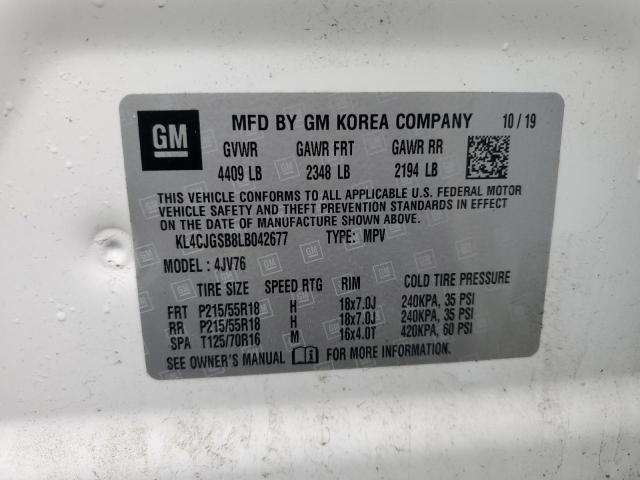 GM MFD BY GM KOREA COMPANY 10 / 19
GVWR GAWR FRT GAWR RR
4409 LB 2348 LB 2194 LB
THIS VEHICLE CONFORMS TO ALL APPLICABLE U.S. FEDERAL MOTOR
VEHICLE SAFETY AND THEFT PREVENTION STANDARDS IN EFFECT
ON THE DATE OF MANUFACTURE SHOWN ABOVE.
KL4CJGSB8LB042677 TYPE: MPV
MODEL : 4JV76
TIRE SIZE SPEED RTG RIM COLD TIRE PRESSURE
FRT P215/55R18 H 18x7.0J 240KPA, 35 PSI
RR P215/55R18 H 18x7.0J 240KPA, 35 PSI
SPA T125/70R16 M 16x4.0T 420KPA, 60 PSI
SEE OWNER'S MANUAL FOR MORE INFORMATION.